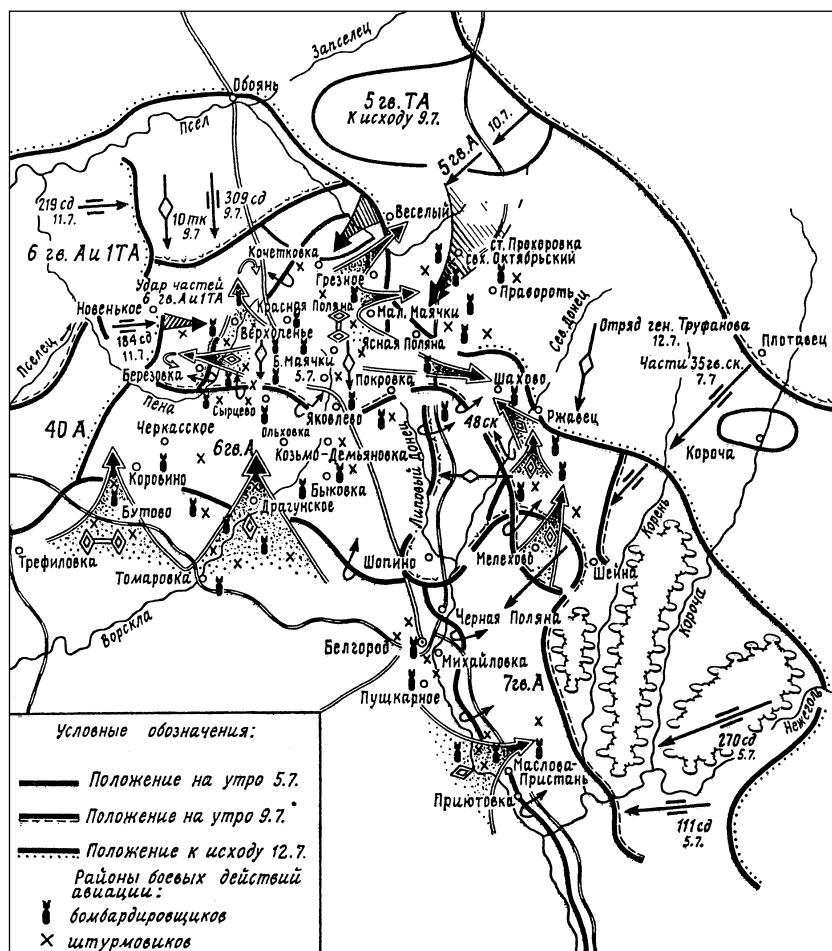 Запселец
Обоянь
Псел
5 гв. ТА
К исходу 9.7.
10.7.
5 гв. А
219 сд
11.7.
10 тк
9.7
309 сд
9.7.
6 гв. А и 1 ТА
Веселый
Кочетковка
Грезное
ст. Прохоровка
свх. Октябрьский
Правороть
Удар частей
6 гв. А и 1 ТА
Новенькое
184 сд
11.7.
Красная Поляна
Верхопенье
Мал. Маячки
Ясная Поляна
Сев. Донец
Отряд ген. Труфанова
12.7.
Плотавец
Части 35 гв. ск.
7.7
Пселец
Березовка
Б. Маячки
5.7.
Покровка
Шахово
Пена
Сырцево
Яковлево
Ржавец
40 А
Черкасское
Ольховка
48 ск
Короча
6 гв. А
Козьмо-Демьяновка
Коровино
Быковка
Липовый Донец
Бутово
Драгунское
Корень
Трефиловка
Томаровка
Шопино
Мелехово
Шеина
Короча
Ворскла
Черная Поляна
Белгород
Михайловка
Пушкарное
7 гв. А
Нежеголь
270 сд
5.7.
Маслова-
Пристань
Приютовка
111 сд
5.7.
Условные обозначения:
Положение на утро 5.7.
Положение на утро 9.7.
Положение к исходу 12.7.
Районы боевых действий
авиации:
бомбардировщиков
штурмовиков